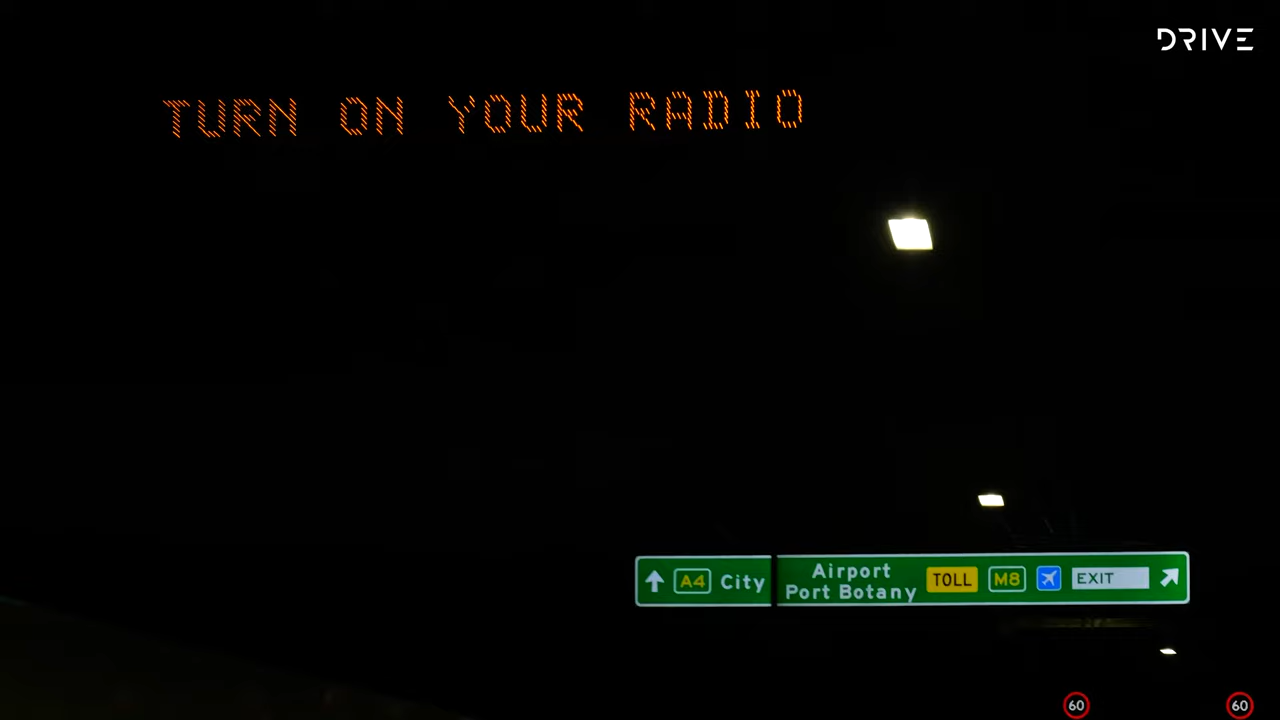 DRIVE
TURN ON YOUR RADIO
A4 City
Airport
Port Botany
TOLL M8 EXIT
60 60